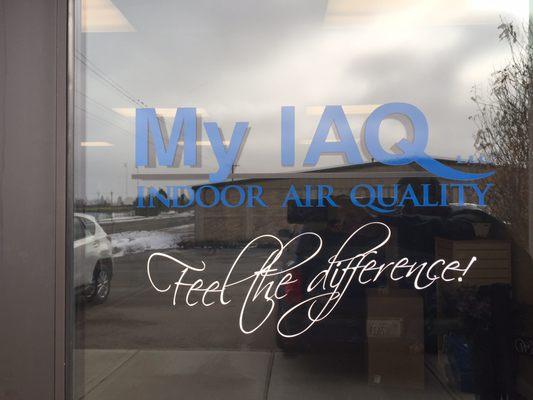 My IAQ LLC
INDOOR AIR QUALITY
Feel the difference!